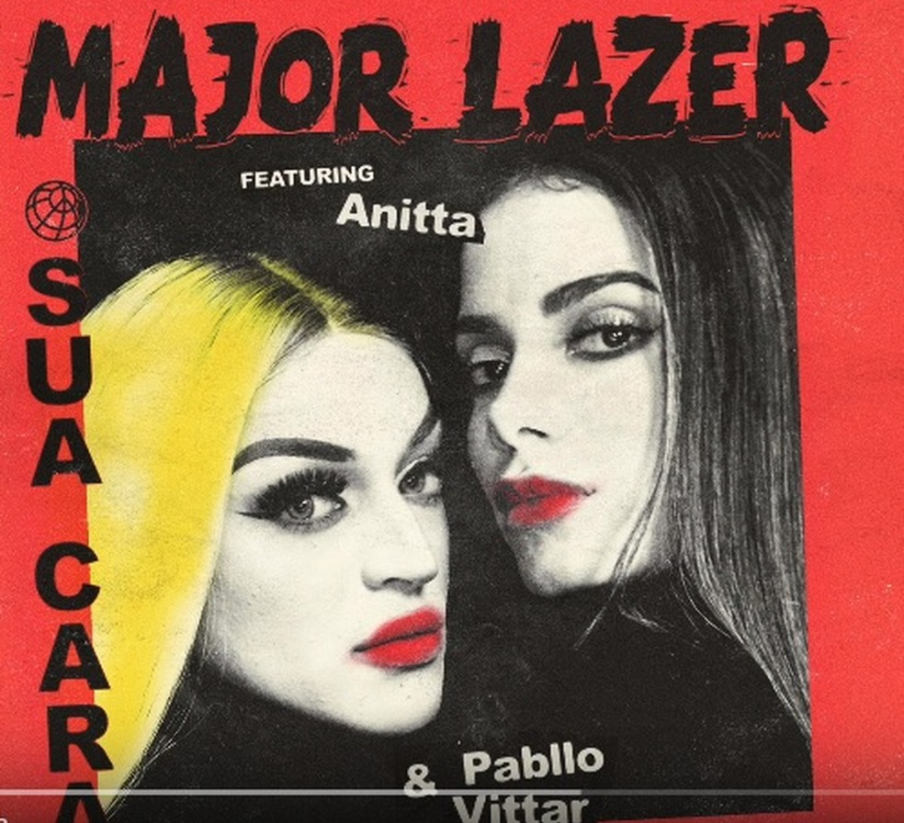 MAJOR LAZER
FEATURING
Anitta
SUA CARA
& Pabllo
Vittar